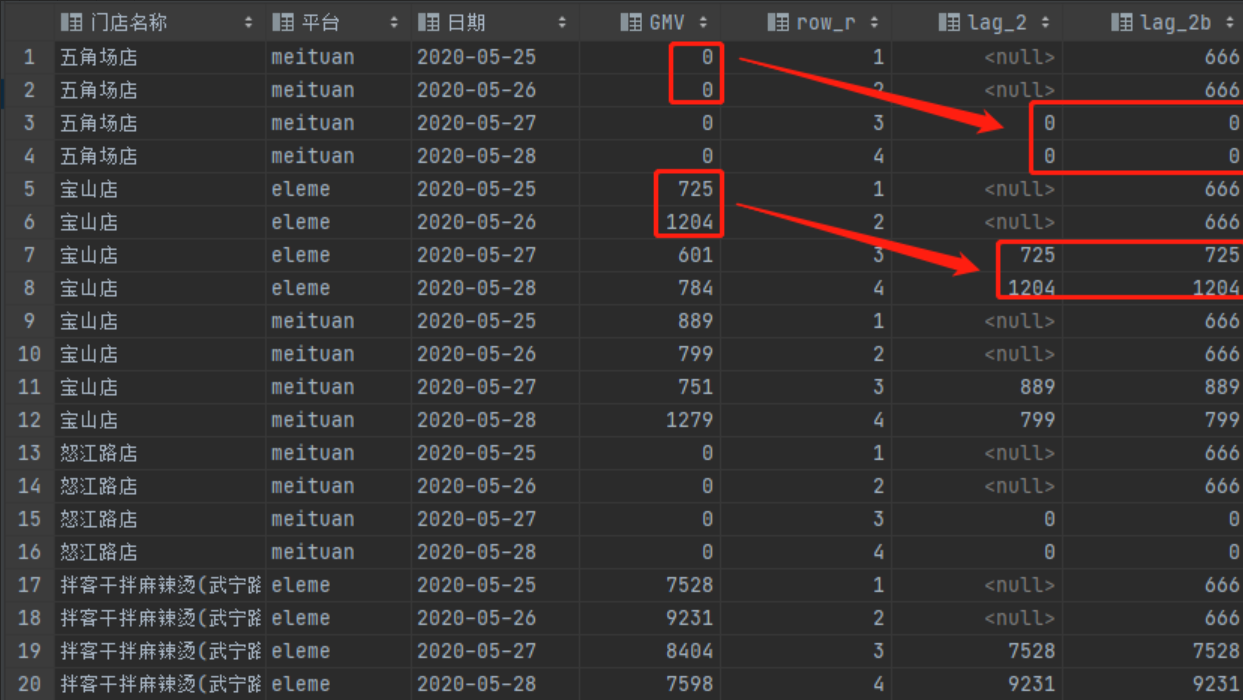 门店名称 平台 日期 GMV row_r lag_2 lag_2b
1 五角场店 meituan 2020-05-25 0 1 <null> 666
2 五角场店 meituan 2020-05-26 0 2 <null> 666
3 五角场店 meituan 2020-05-27 0 3 0 0
4 五角场店 meituan 2020-05-28 0 4 0 0
5 宝山店 eleme 2020-05-25 725 1 <null> 666
6 宝山店 eleme 2020-05-26 1204 2 <null> 666
7 宝山店 eleme 2020-05-27 601 3 725 725
8 宝山店 eleme 2020-05-28 784 4 1204 1204
9 宝山店 meituan 2020-05-25 889 1 <null> 666
10 宝山店 meituan 2020-05-26 799 2 <null> 666
11 宝山店 meituan 2020-05-27 751 3 889 889
12 宝山店 meituan 2020-05-28 1279 4 799 799
13 怒江路店 meituan 2020-05-25 0 1 <null> 666
14 怒江路店 meituan 2020-05-26 0 2 <null> 666
15 怒江路店 meituan 2020-05-27 0 3 0 0
16 怒江路店 meituan 2020-05-28 0 4 0 0
17 拌客干拌麻辣烫(武宁路 eleme 2020-05-25 7528 1 <null> 666
18 拌客干拌麻辣烫(武宁路 eleme 2020-05-26 9231 2 <null> 666
19 拌客干拌麻辣烫(武宁路 eleme 2020-05-27 8404 3 7528 7528
20 拌客干拌麻辣烫(武宁路 eleme 2020-05-28 7598 4 9231 9231